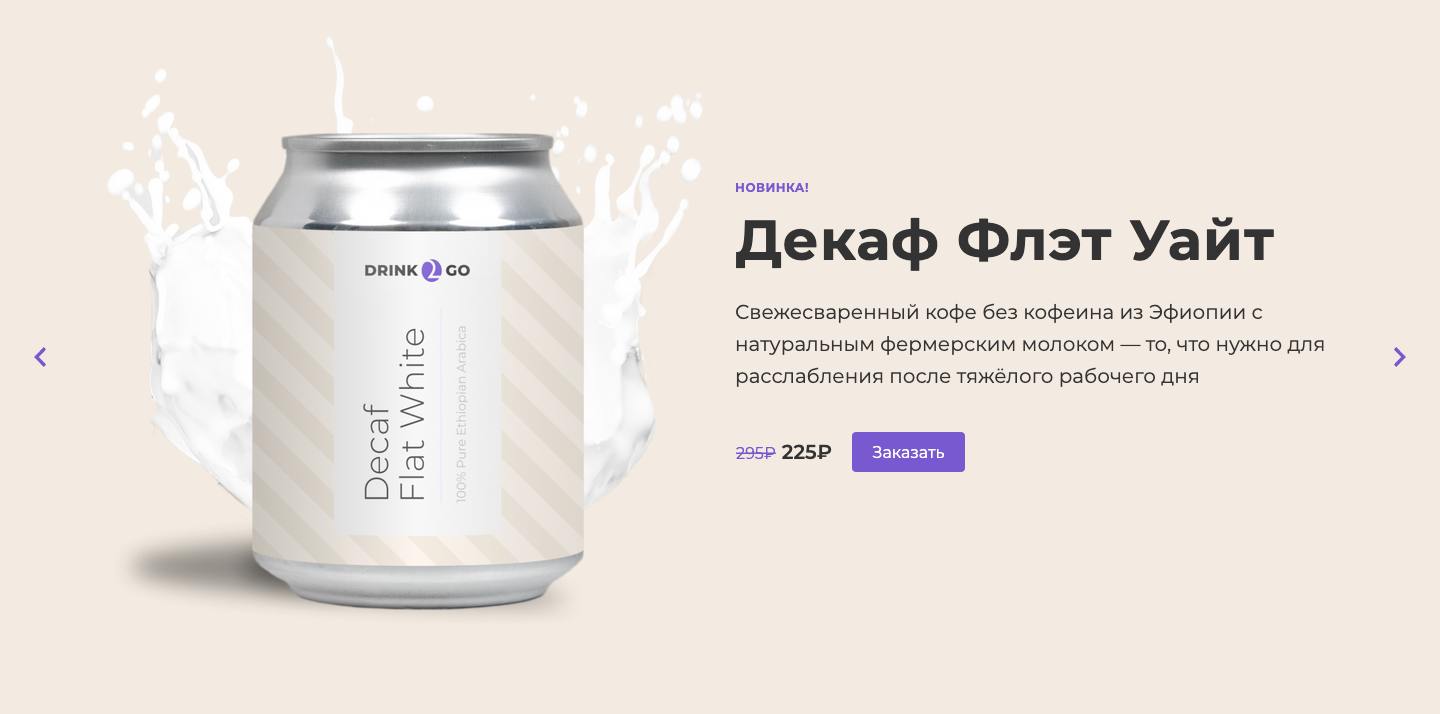 DRINK 2 GO
Decaf
Flat White
100% Pure Ethiopian Arabica
НОВИНКА!
Декаф Флэт Уайт
Свежесваренный кофе без кофеина из Эфиопии с
натуральным фермерским молоком — то, что нужно для
расслабления после тяжёлого рабочего дня
295₽ 225₽ Заказать